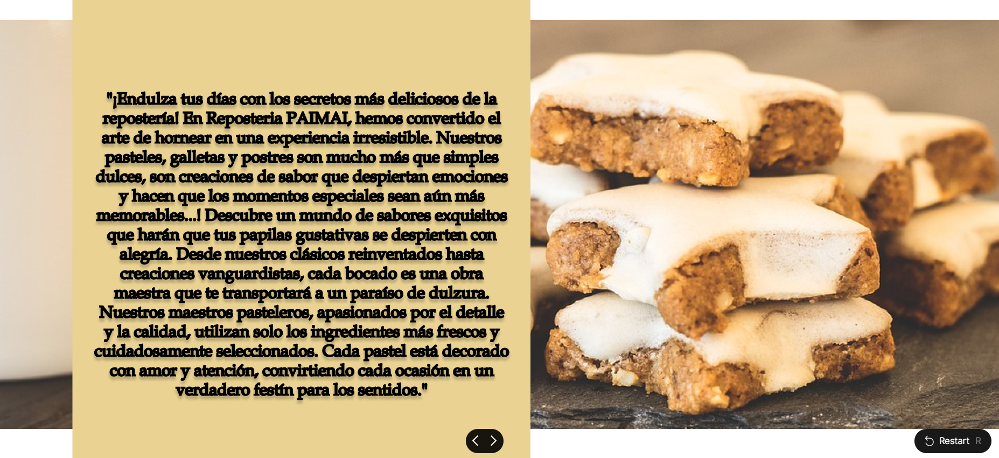 "¡Endulza tus días con los secretos más deliciosos de la
repostería! En Reposteria PAIMAI, hemos convertido el
arte de hornear en una experiencia irresistible. Nuestros
pasteles, galletas y postres son mucho más que simples
dulces, son creaciones de sabor que despiertan emociones
y hacen que los momentos especiales sean aún más
memorables...! Descubre un mundo de sabores exquisitos
que harán que tus papilas gustativas se despierten con
alegría. Desde nuestros clásicos reinventados hasta
creaciones vanguardistas, cada bocado es una obra
maestra que te transportará a un paraíso de dulzura.
Nuestros maestros pasteleros, apasionados por el detalle
y la calidad, utilizan solo los ingredientes más frescos y
cuidadosamente seleccionados. Cada pastel está decorado
con amor y atención, convirtiendo cada ocasión en un
verdadero festín para los sentidos."
Restart R